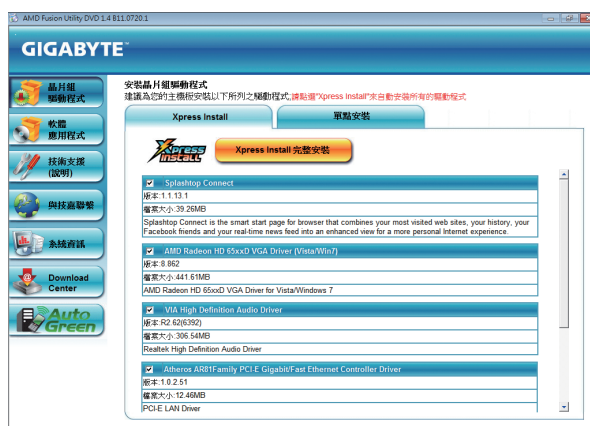 AMD Fusion Utility DVD 1.4 B11.0720.1
GIGABYTE™
晶片組
驅動程式
軟體
應用程式
技術支援
(說明)
與技嘉聯繫
系統資訊
Download
Center
Auto
Green
安裝晶片組驅動程式
建議為您的主機板安裝以下所列之驅動程式;請點選"Xpress Install"來自動安裝所有的驅動程式
Xpress Install
單點安裝
Xpress
INSTALL
Xpress Install 完整安裝
Splashtop Connect
版本:1.1.13.1
檔案大小:39.26MB
Splashtop Connect is the smart start page for browser that combines your most visited web sites, your history, your
Facebook friends and your real-time news feed into an enhanced view for a more personal Internet experience.
AMD Radeon HD 65xxD VGA Driver (Vista/Win7)
版本:8.862
檔案大小:441.61MB
AMD Radeon HD 65xxD VGA Driver for Vista/Windows 7
VIA High Definition Audio Driver
版本:R2.62(6392)
檔案大小:306.54MB
Realtek High Definition Audio Driver
Atheros AR81Family PCI-E Gigabit/Fast Ethernet Controller Driver
版本:1.0.2.51
檔案大小:12.46MB
PCI-E LAN Driver